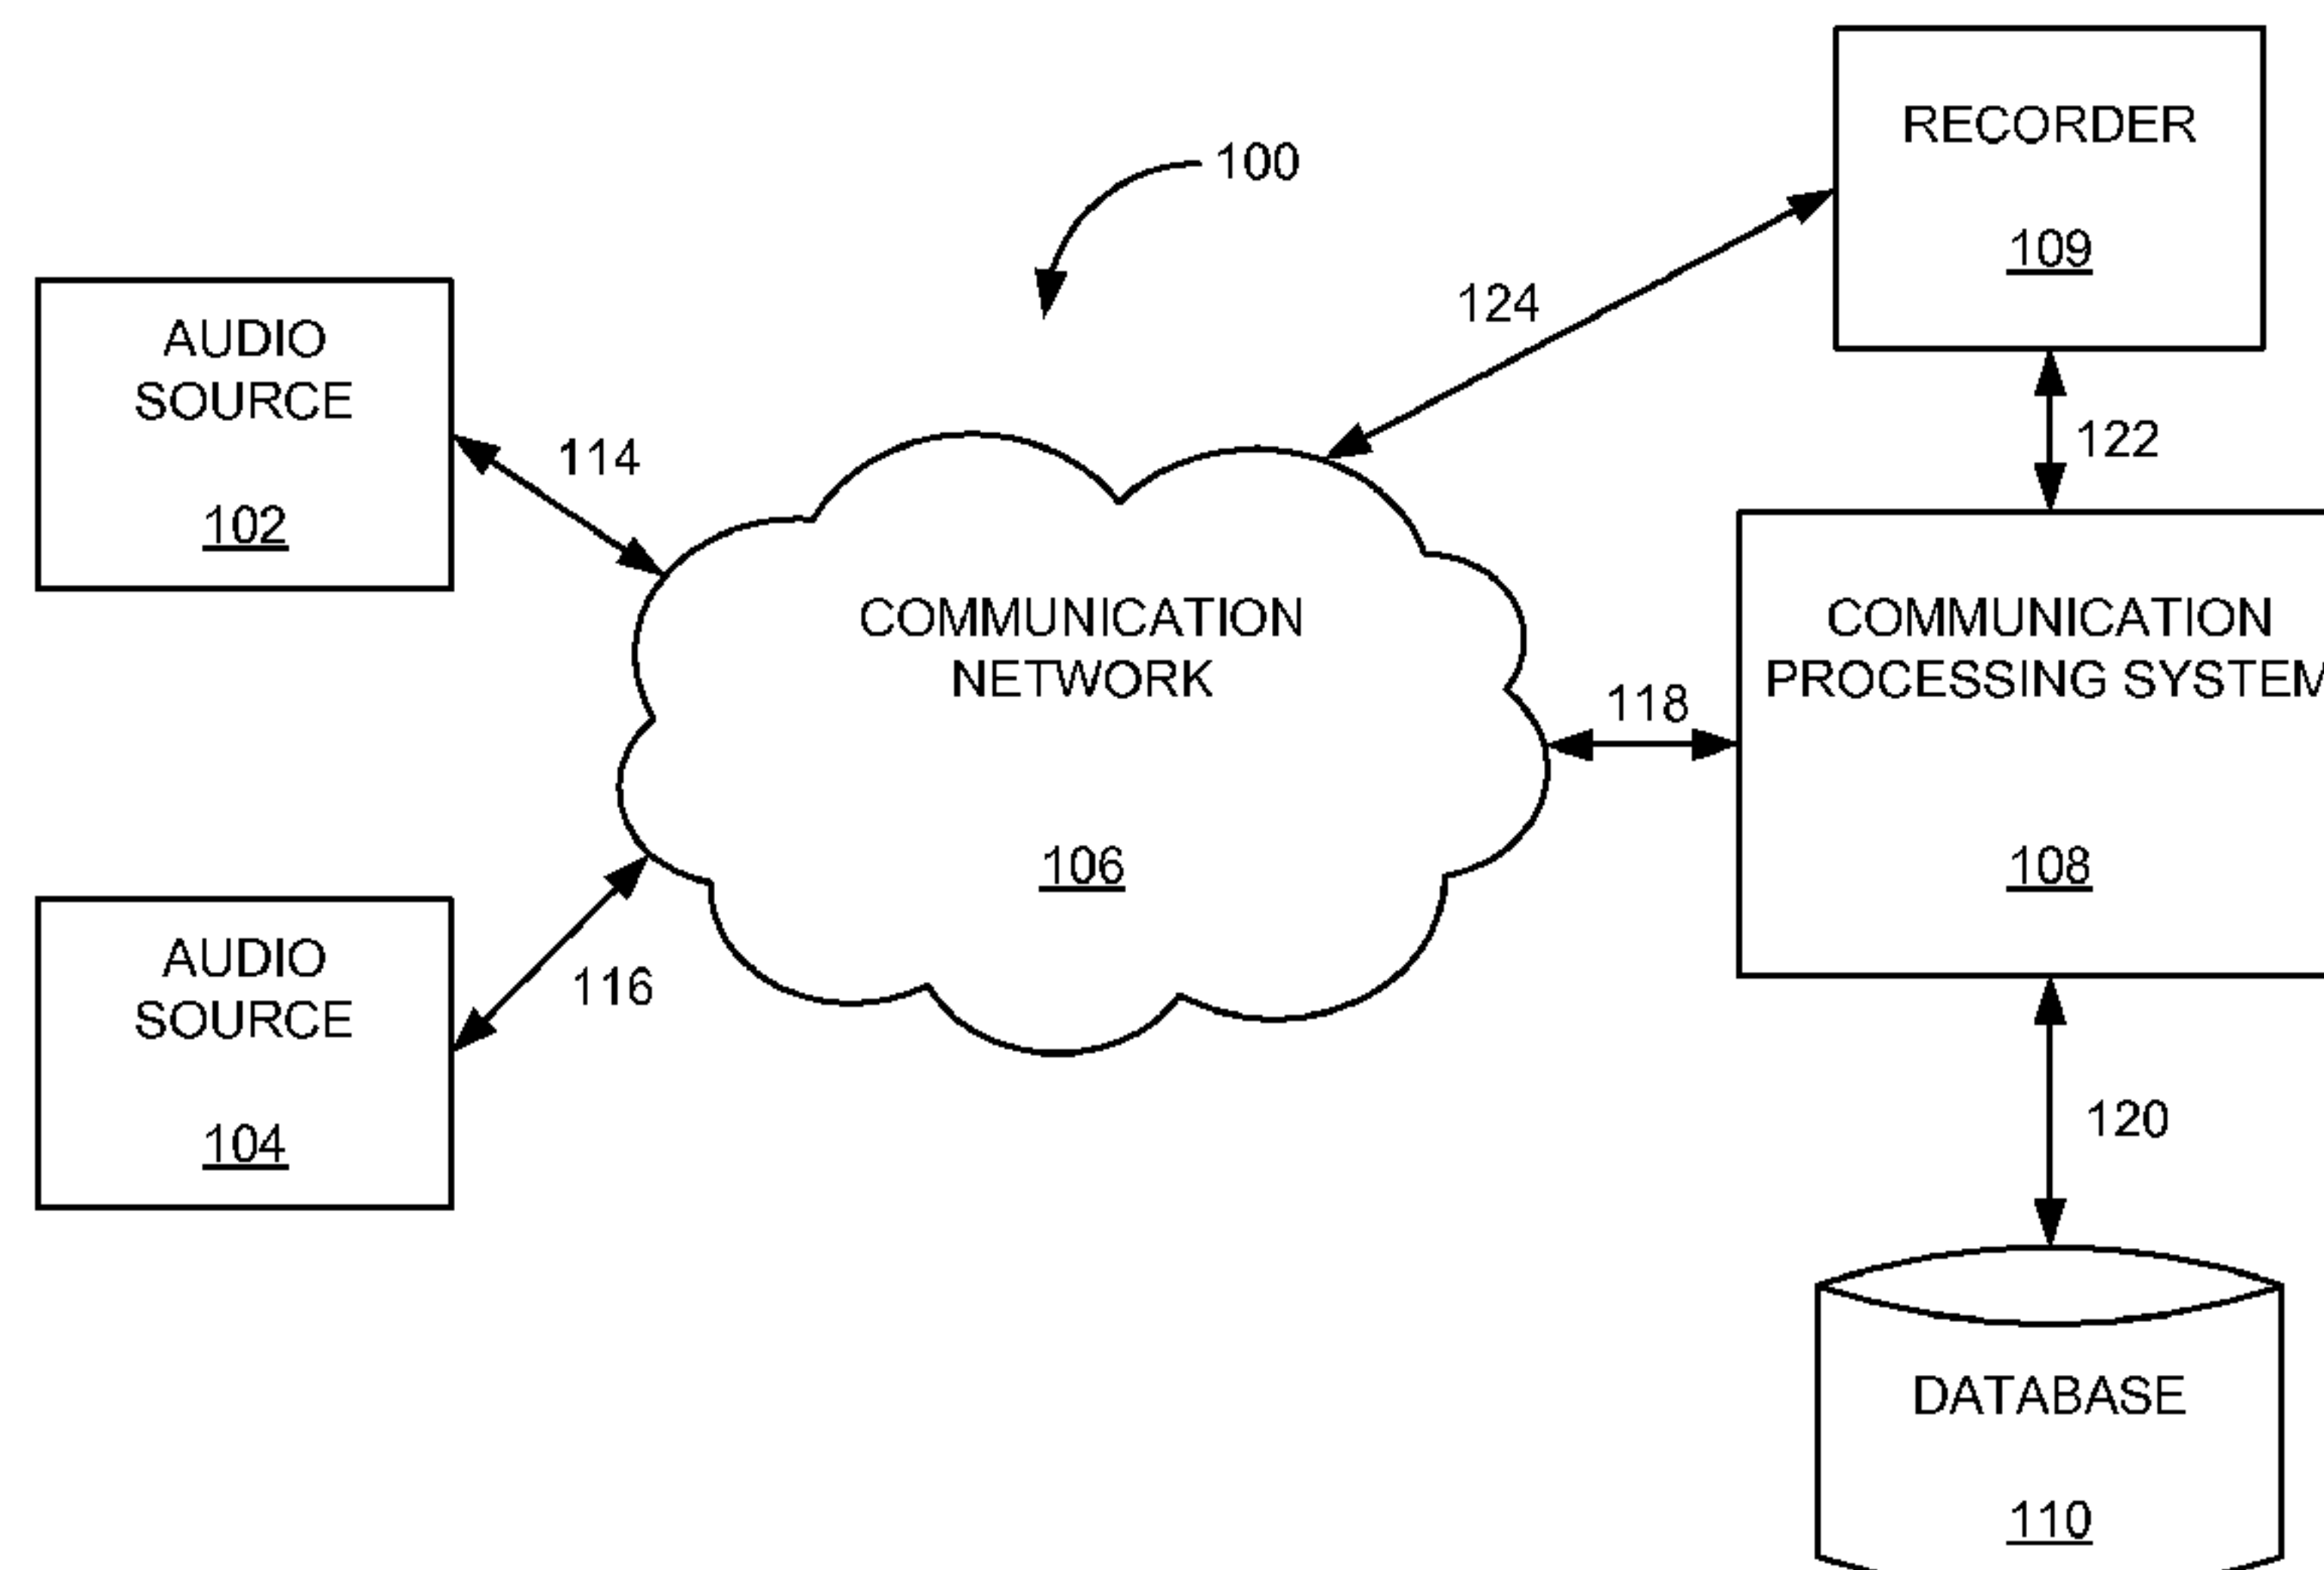 RECORDER
109
100
124
AUDIO
SOURCE
102
114
122
COMMUNICATION
NETWORK
106
118
COMMUNICATION
PROCESSING SYSTEM
108
AUDIO
SOURCE
104
116
120
DATABASE
110